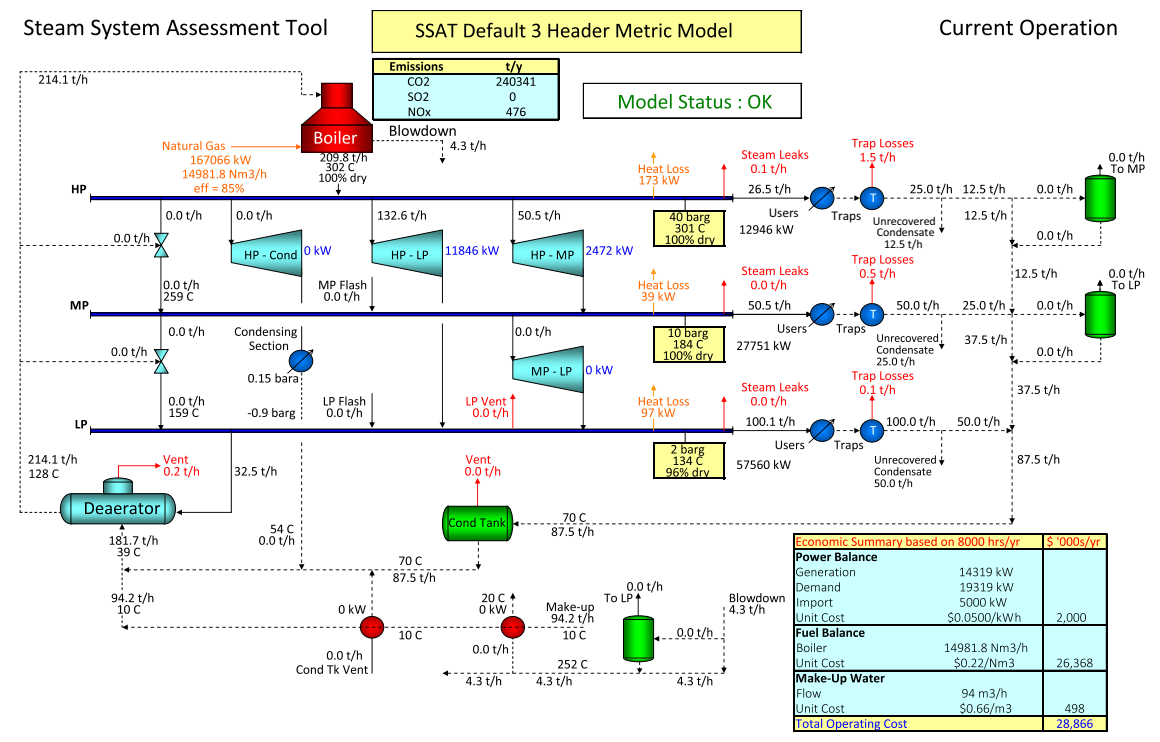 Steam System Assessment Tool
SSAT Default 3 Header Metric Model
Current Operation
Emissions t/y
CO2 240341
SO2 0
NOx 476
Model Status : OK
214.1 t/h
Boiler
Blowdown
4.3 t/h
Natural Gas
167066 kW
14981.8 Nm3/h
eff = 85%
209.8 t/h
302 C
100% dry
HP
Heat Loss
173 kW
Steam Leaks
0.1 t/h
26.5 t/h
Trap Losses
1.5 t/h
T
Users
Traps
12946 kW
25.0 t/h
12.5 t/h
0.0 t/h
0.0 t/h
To MP
40 barg
301 C
100% dry
Unrecovered
Condensate
12.5 t/h
12.5 t/h
0.0 t/h
0.0 t/h
0.0 t/h
132.6 t/h
50.5 t/h
0.0 t/h
HP - Cond
0 kW
HP - LP
11846 kW
HP - MP
2472 kW
0.0 t/h
259 C
MP Flash
0.0 t/h
12.5 t/h
MP
Heat Loss
39 kW
Steam Leaks
0.0 t/h
50.5 t/h
Trap Losses
0.5 t/h
T
Users
Traps
27751 kW
50.0 t/h
25.0 t/h
0.0 t/h
0.0 t/h
To LP
10 barg
184 C
100% dry
Unrecovered
Condensate
25.0 t/h
37.5 t/h
0.0 t/h
0.0 t/h
0.0 t/h
Condensing
Section
0.15 bara
0.0 t/h
MP - LP
0 kW
0.0 t/h
159 C
-0.9 barg
LP Flash
0.0 t/h
LP Vent
0.0 t/h
37.5 t/h
LP
Heat Loss
97 kW
Steam Leaks
0.0 t/h
100.1 t/h
Trap Losses
0.1 t/h
T
Users
Traps
57560 kW
100.0 t/h
50.0 t/h
2 barg
134 C
96% dry
Unrecovered
Condensate
50.0 t/h
87.5 t/h
214.1 t/h
128 C
Vent
0.2 t/h
32.5 t/h
Vent
0.0 t/h
Deaerator
Cond Tank
70 C
87.5 t/h
181.7 t/h
39 C
54 C
0.0 t/h
70 C
87.5 t/h
94.2 t/h
10 C
0 kW
10 C
20 C
0 kW
Make-up
94.2 t/h
10 C
0.0 t/h
To LP
Blowdown
4.3 t/h
0.0 t/h
0.0 t/h
Cond Tk Vent
0.0 t/h
252 C
4.3 t/h
4.3 t/h
4.3 t/h
Economic Summary based on 8000 hrs/yr $ '000s/yr
Power Balance
Generation 14319 kW
Demand 19319 kW
Import 5000 kW
Unit Cost $0.0500/kWh 2,000
Fuel Balance
Boiler 14981.8 Nm3/h
Unit Cost $0.22/Nm3 26,368
Make-Up Water
Flow 94 m3/h
Unit Cost $0.66/m3 498
Total Operating Cost 28,866